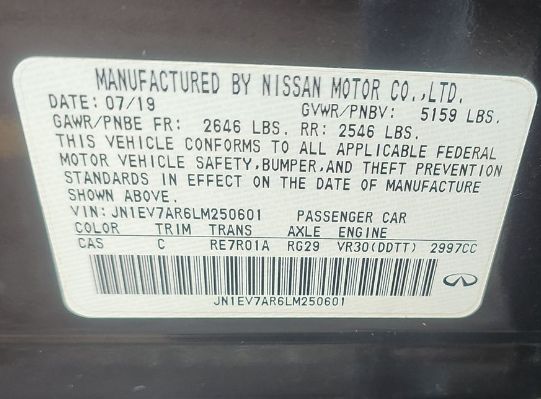 MANUFACTURED BY NISSAN MOTOR CO.,LTD.
DATE: 07/19 GVWR/PNBV: 5159 LBS.
GAWR/PNBE FR: 2646 LBS. RR: 2546 LBS.
THIS VEHICLE CONFORMS TO ALL APPLICABLE FEDERAL
MOTOR VEHICLE SAFETY,BUMPER,AND THEFT PREVENTION
STANDARDS IN EFFECT ON THE DATE OF MANUFACTURE
SHOWN ABOVE.
VIN: JN1EV7AR6LM250601 PASSENGER CAR
COLOR TRIM TRANS AXLE ENGINE
CAS C RE7R01A RG29 VR30(DDTT) 2997CC
JN1EV7AR6LM250601